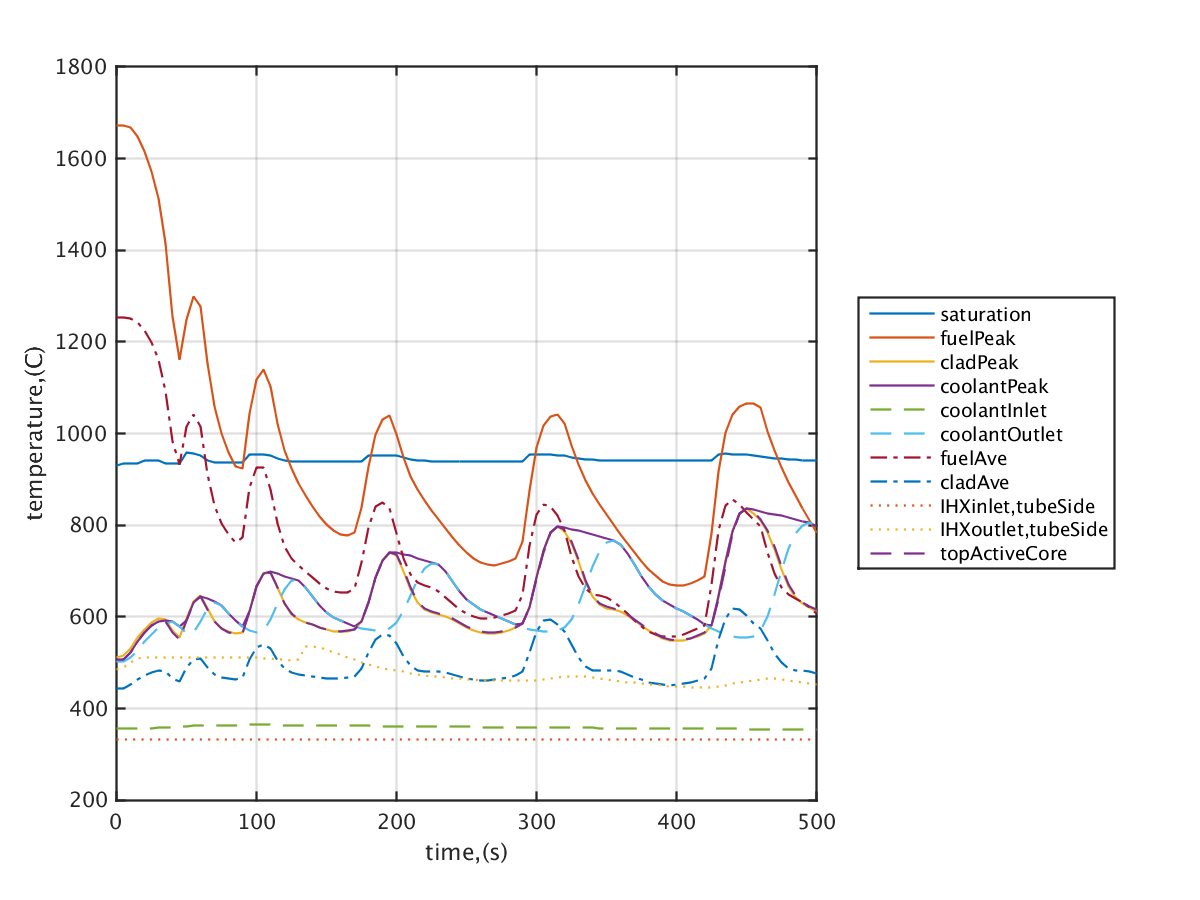 1800
1600
1400
1200
1000
800
600
400
200
temperature,(C)
0
100
200
300
400
500
time,(s)
saturation
fuelPeak
cladPeak
coolantPeak
coolantInlet
coolantOutlet
fuelAve
cladAve
IHXinlet,tubeSide
IHXoutlet,tubeSide
topActiveCore